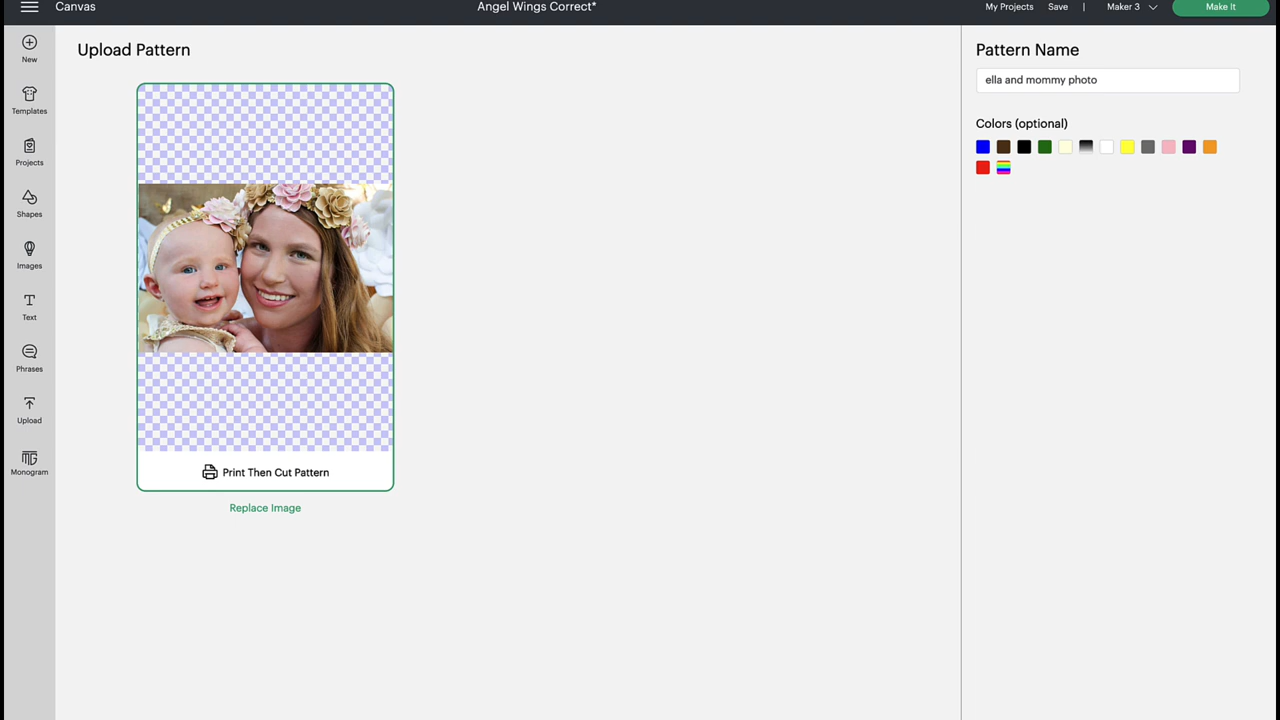 Canvas
Angel Wings Correct*
My Projects Save | Maker 3 Make It
New
Templates
Projects
Shapes
Images
Text
Phrases
Upload
Monogram
Upload Pattern
Print Then Cut Pattern
Replace Image
Pattern Name
ella and mommy photo
Colors (optional)